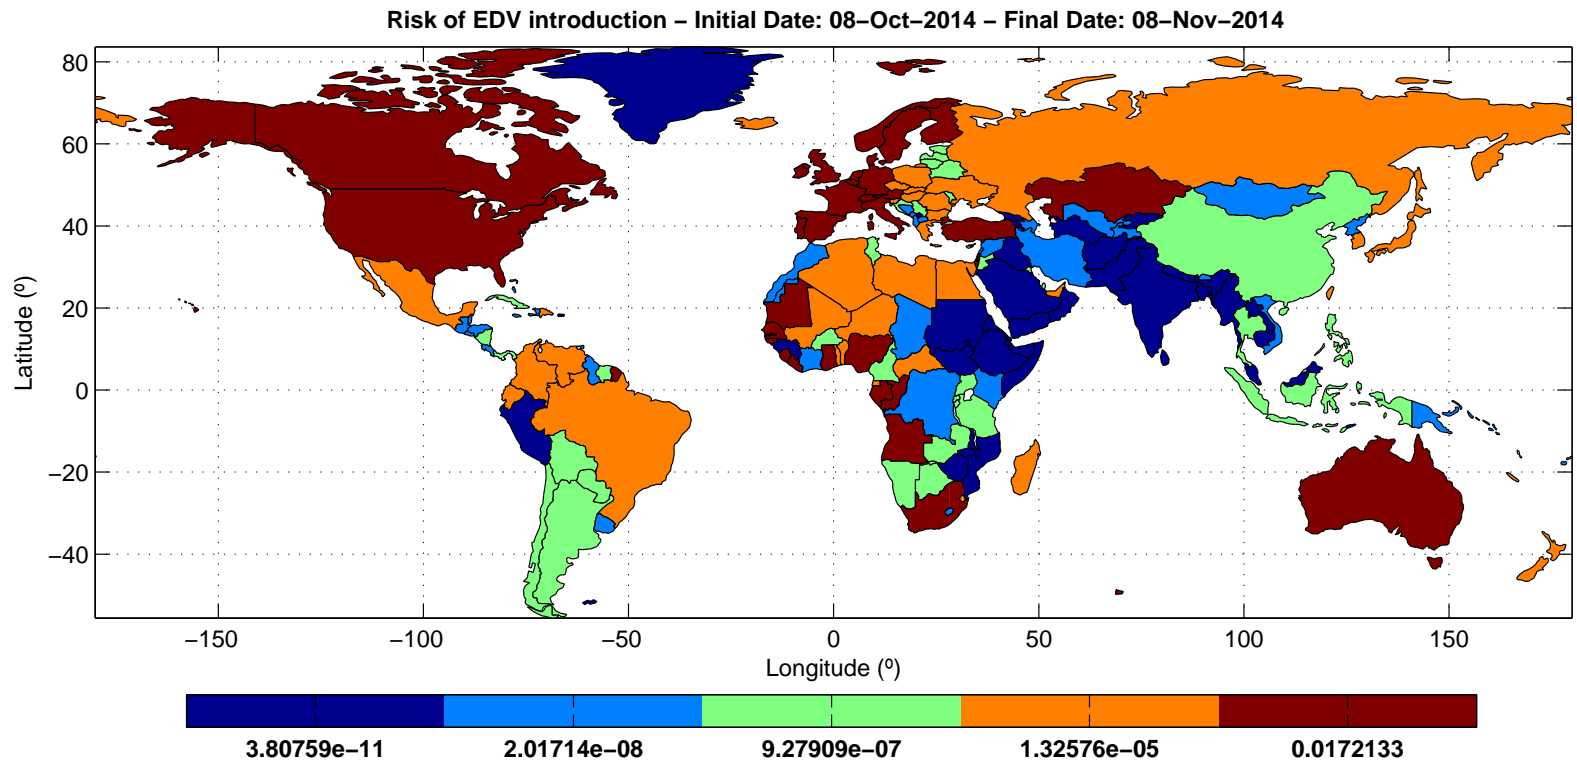 Risk of EDV introduction – Initial Date: 08–Oct–2014 – Final Date: 08–Nov–2014
80
60
40
20
0
−20
−40
Latitude (º)
−150 −100 −50 0 50 100 150
Longitude (º)
3.80759e−11 2.01714e−08 9.27909e−07 1.32576e−05 0.0172133